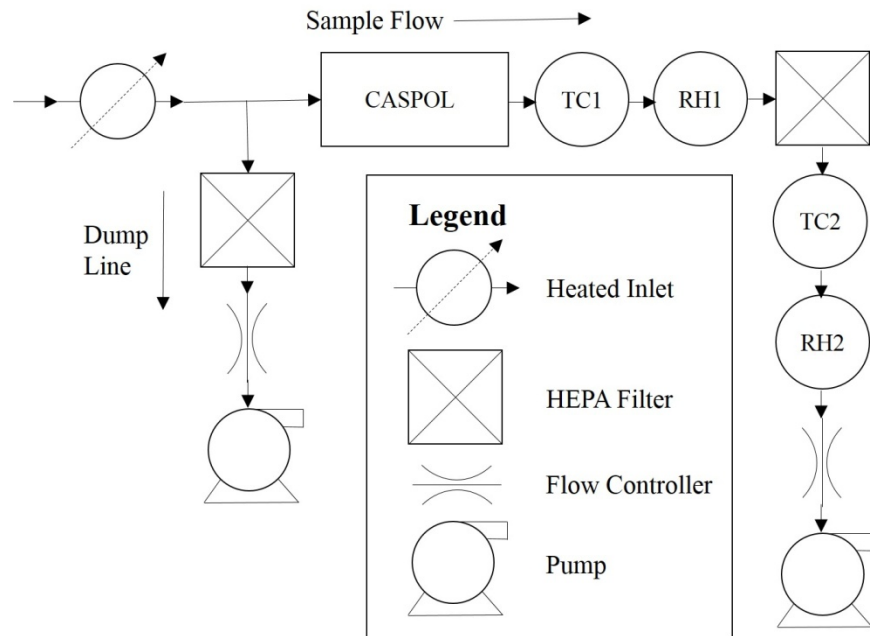 Sample Flow
CASPOL
TC1
RH1
TC2
RH2
Dump
Line
Legend
Heated Inlet
HEPA Filter
Flow Controller
Pump